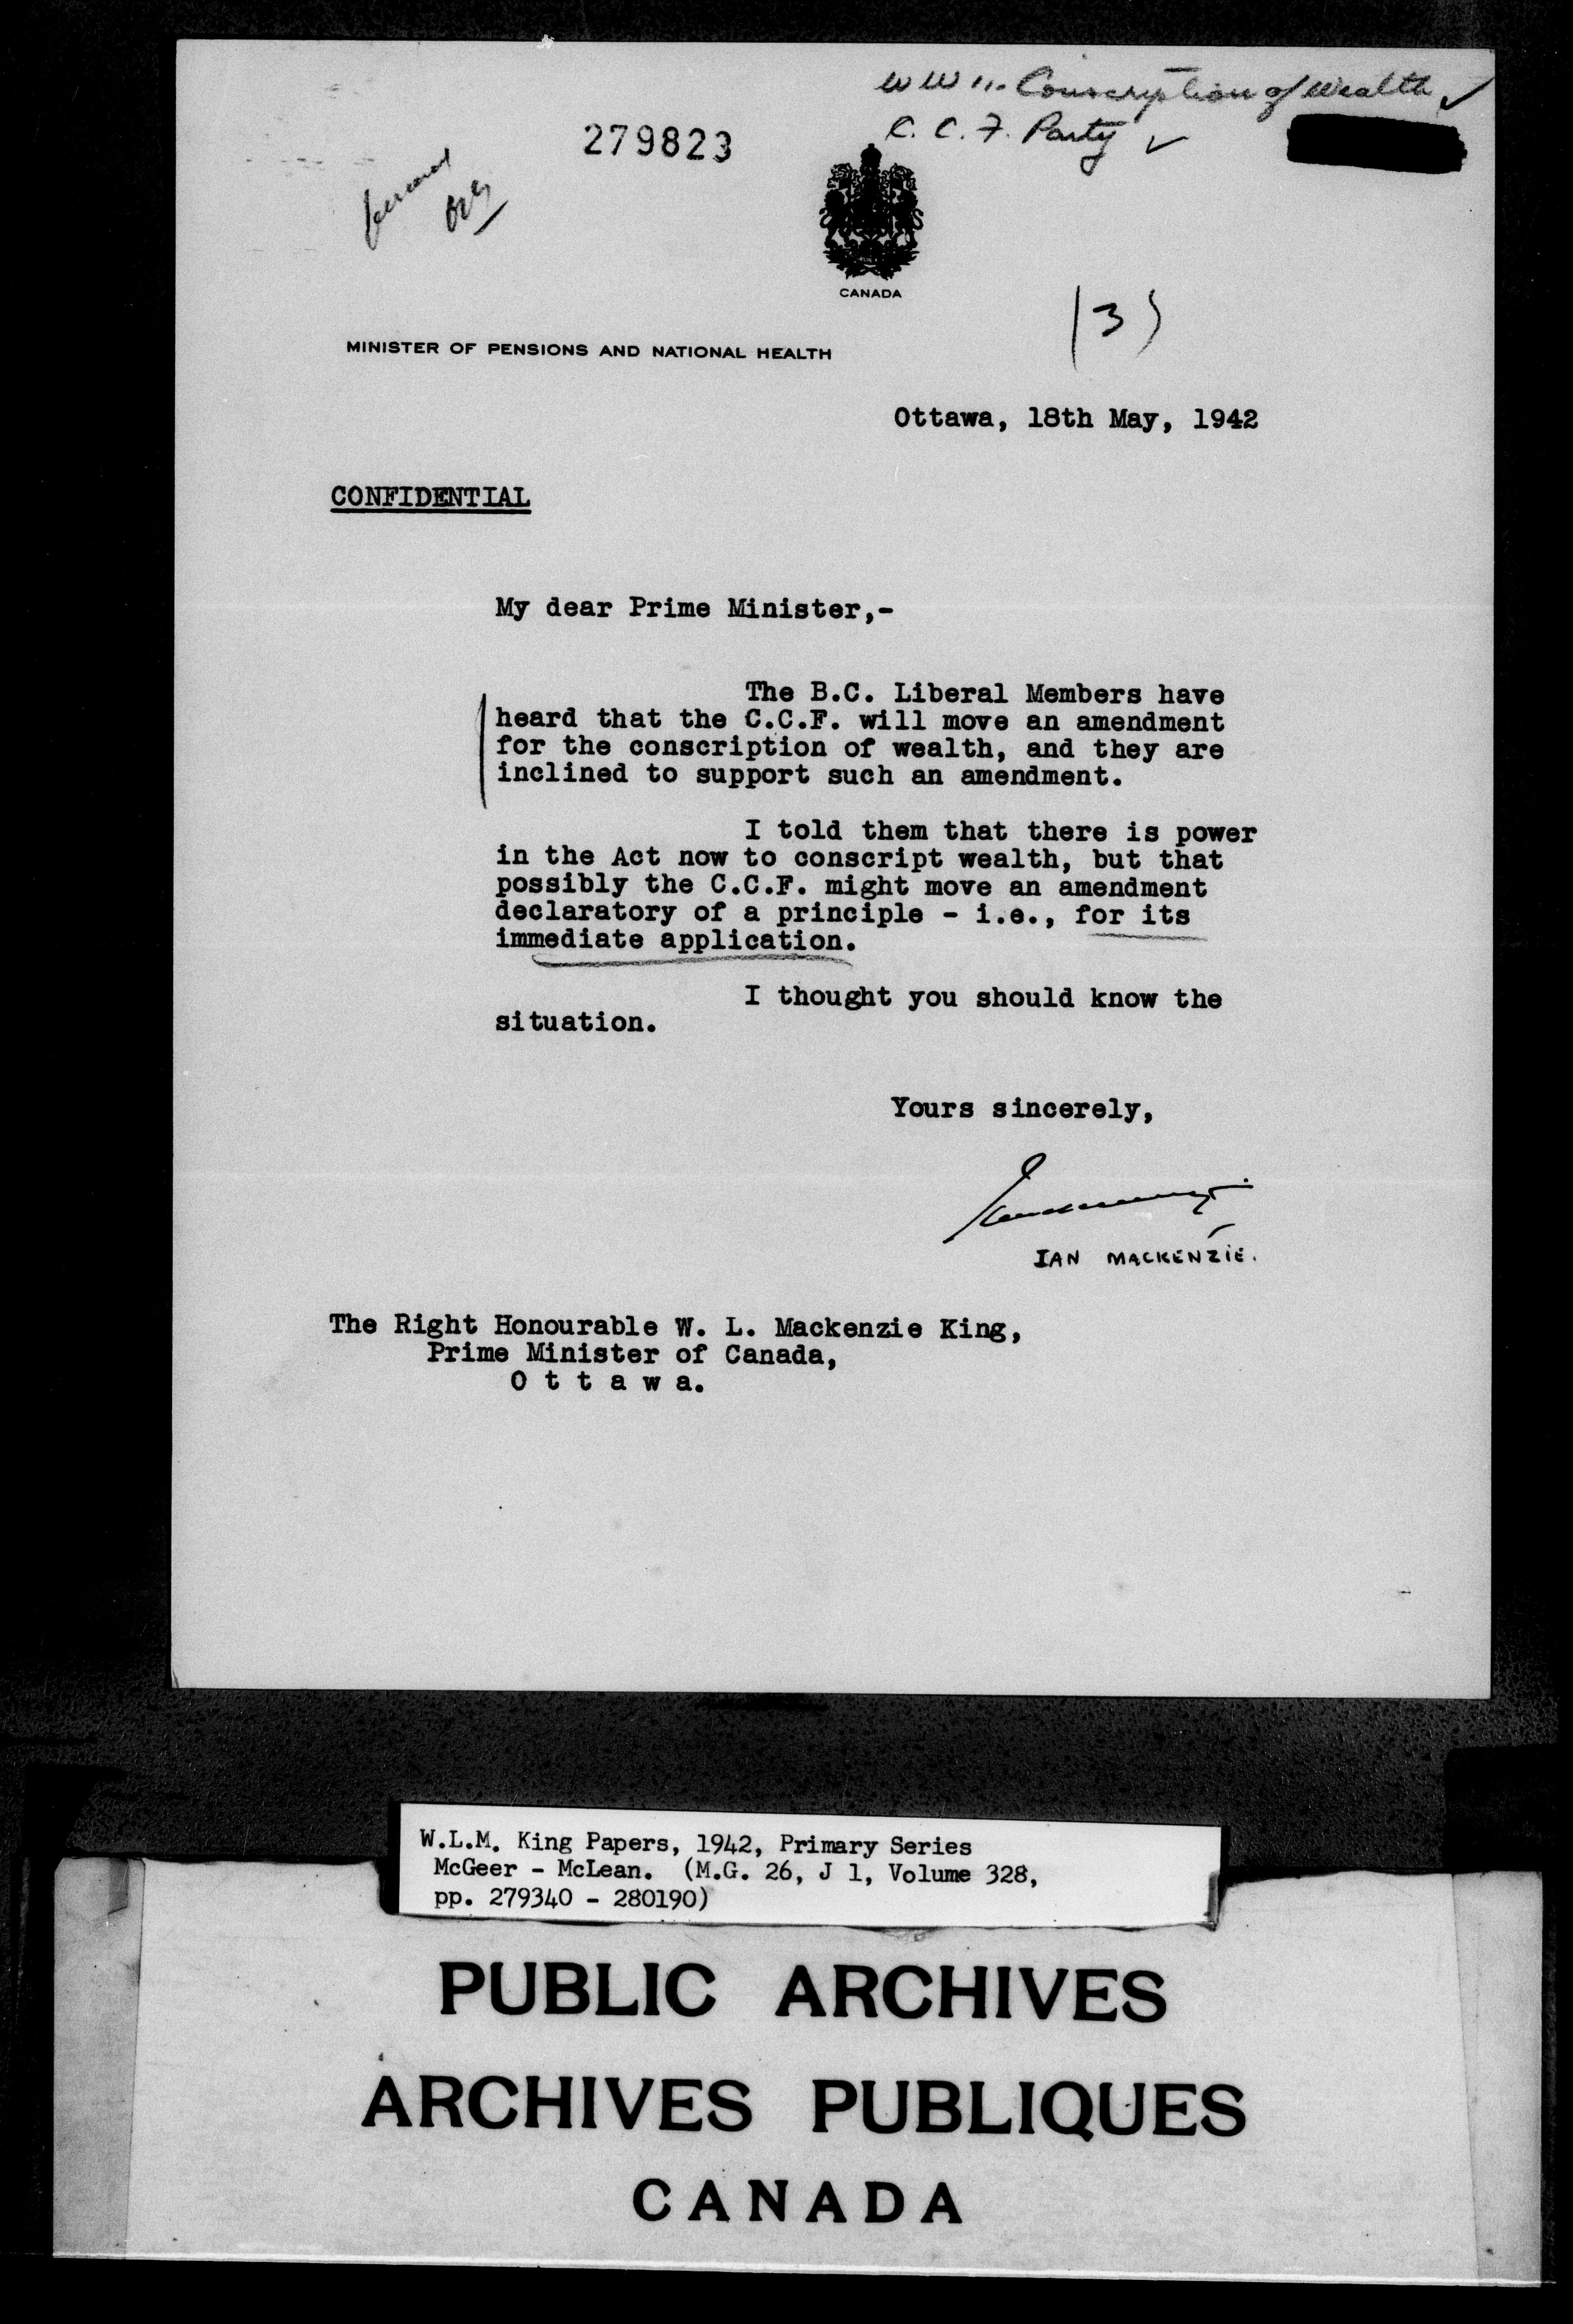 WW II. Conscription of Wealth ✓
C. C. F. Party ✓
279823
CANADA
(3)
MINISTER OF PENSIONS AND NATIONAL HEALTH
Ottawa, 18th May, 1942
CONFIDENTIAL
My dear Prime Minister,-
The B.C. Liberal Members have
heard that the C.C.F. will move an amendment
for the conscription of wealth, and they are
inclined to support such an amendment.
I told them that there is power
in the Act now to conscript wealth, but that
possibly the C.C.F. might move an amendment
declaratory of a principle - i.e., for its
immediate application.
I thought you should know the
situation.
Yours sincerely,
IAN MACKENZIE.
The Right Honourable W. L. Mackenzie King,
Prime Minister of Canada,
O t t a w a.
W.L.M. King Papers, 1942, Primary Series
McGeer - McLean. (M.G. 26, J 1, Volume 328,
pp. 279340 - 280190)
PUBLIC ARCHIVES
ARCHIVES PUBLIQUES
CANADA